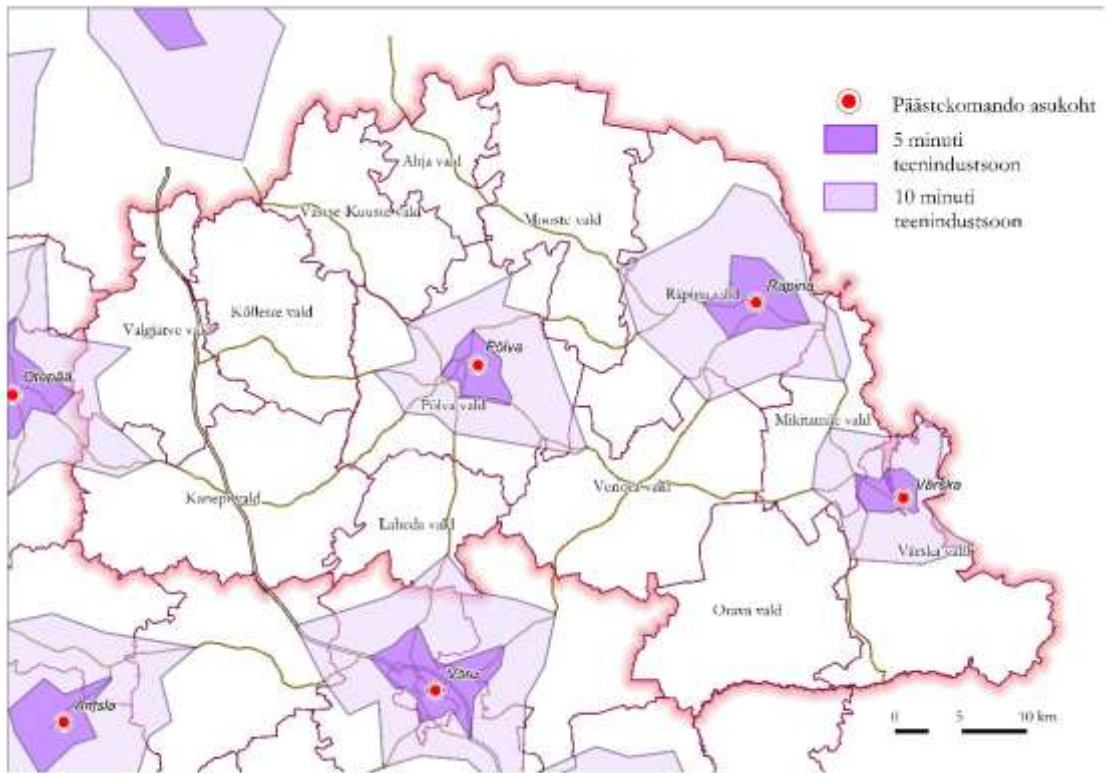 Päästekomando asukoht
5 minuti
teenindustsoon
10 minuti
teenindustsoon
Ahja vald
Vastse-Kuuste vald
Mooste vald
Räpina
Räpina vald
Kõlleste vald
Valgjärve vald
Põlva
Otepää
Põlva vald
Mikitamäe vald
Värska
Kanepi vald
Veriora vald
Laheda vald
Värska vald
Orava vald
Võru
Antsla
0 5 10 km